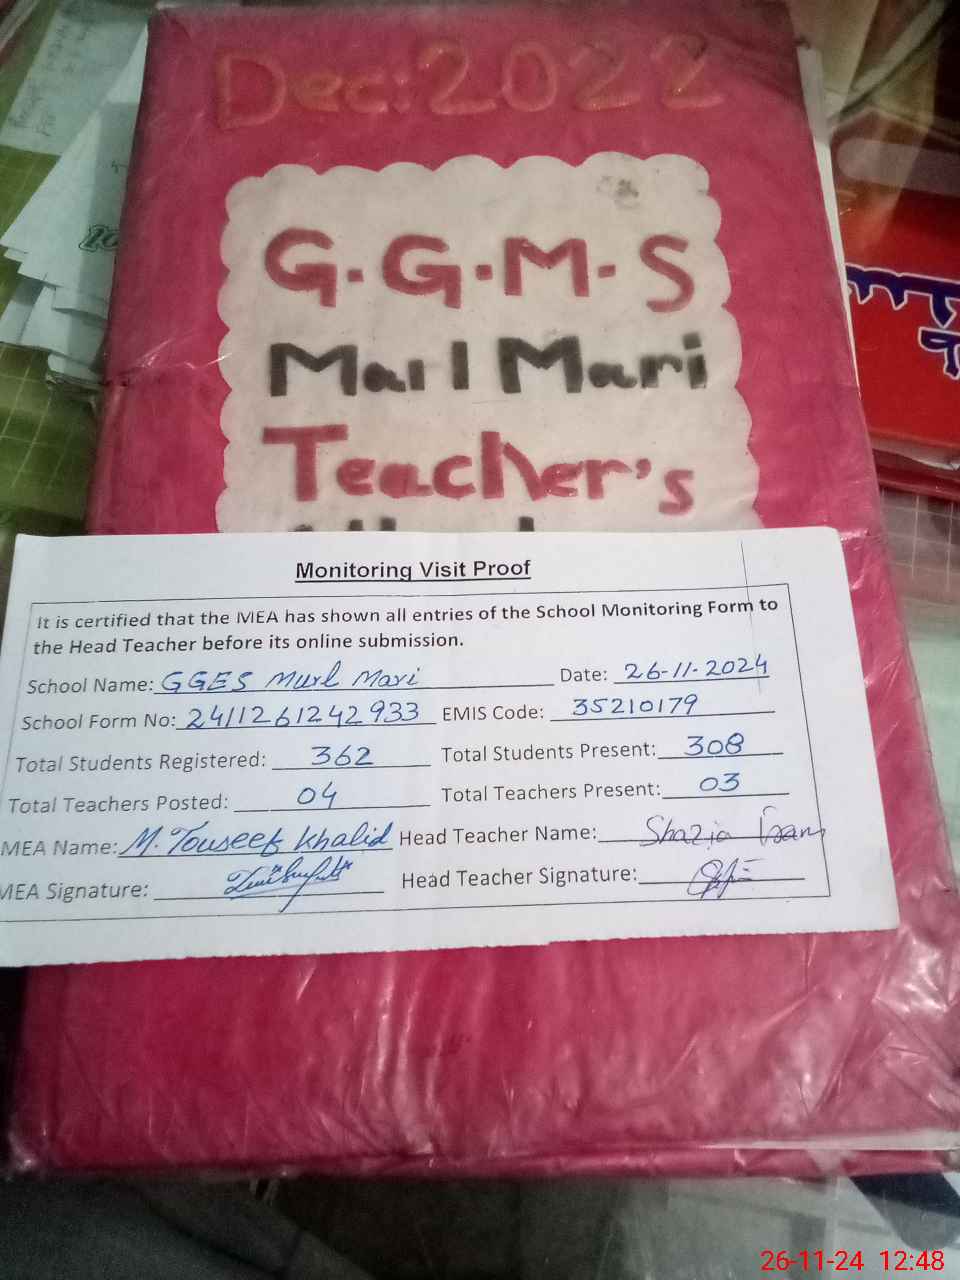 Dec: 2022
G.G.M.S
Marl Mari
Teacher's
Monitoring Visit Proof
It is certified that the MEA has shown all entries of the School Monitoring Form to
the Head Teacher before its online submission.
School Name: GGES Murl Mari Date: 26-11-2024
School Form No: 2411261242933 EMIS Code: 35210179
Total Students Registered: 362 Total Students Present: 308
Total Teachers Posted: 04 Total Teachers Present: 03
MEA Name: M. Touseef Khalid Head Teacher Name: Shazia
MEA Signature: Head Teacher Signature:
26-11-24 12:48